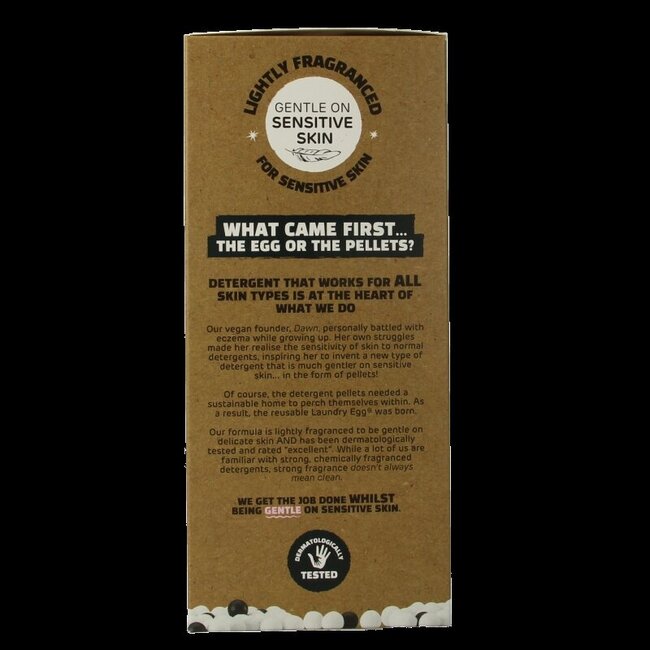 LIGHTLY FRAGRANCED
GENTLE ON
SENSITIVE
SKIN
FOR SENSITIVE SKIN
WHAT CAME FIRST...
THE EGG OR THE PELLETS?
DETERGENT THAT WORKS FOR ALL
SKIN TYPES IS AT THE HEART OF
WHAT WE DO
Our vegan founder, Dawn, personally battled with
eczema while growing up. Her own struggles
made her realise the sensitivity of skin to normal
detergents, inspiring her to invent a new type of
detergent that is much gentler on sensitive
skin... in the form of pellets!
Of course, the detergent pellets needed a
sustainable home to perch themselves within. As
a result, the reusable Laundry Egg® was born.
Our formula is lightly fragranced to be gentle on
delicate skin AND has been dermatologically
tested and rated "excellent". While a lot of us are
familiar with strong, chemically fragranced
detergents, strong fragrance doesn't always
mean clean.
WE GET THE JOB DONE WHILST
BEING GENTLE ON SENSITIVE SKIN.
DERMATOLOGICALLY
TESTED